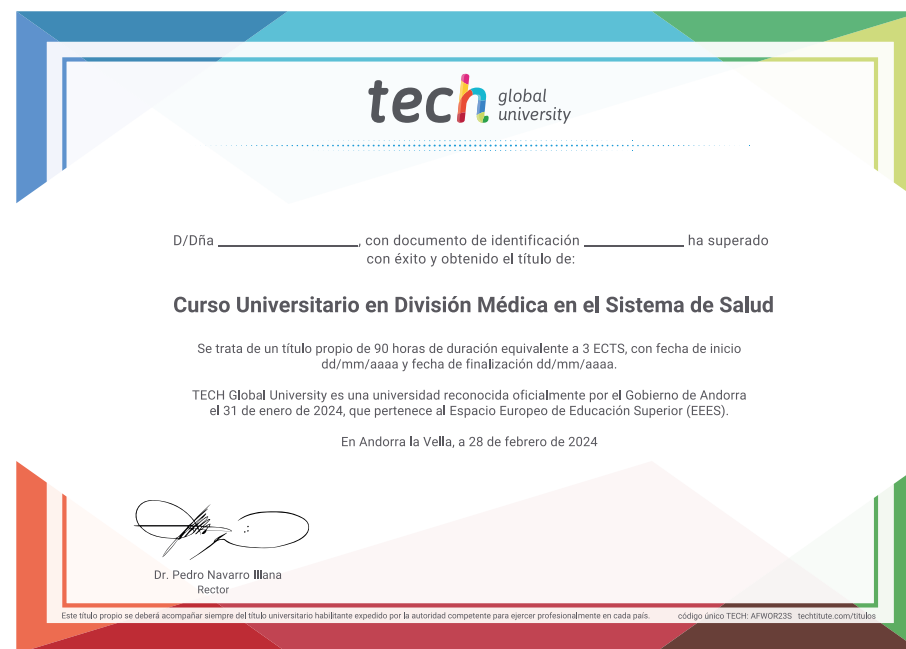 tech global university
D/Dña ____________________, con documento de identificación ______________ ha superado
con éxito y obtenido el título de:
Curso Universitario en División Médica en el Sistema de Salud
Se trata de un título propio de 90 horas de duración equivalente a 3 ECTS, con fecha de inicio
dd/mm/aaaa y fecha de finalización dd/mm/aaaa.
TECH Global University es una universidad reconocida oficialmente por el Gobierno de Andorra
el 31 de enero de 2024, que pertenece al Espacio Europeo de Educación Superior (EEES).
En Andorra la Vella, a 28 de febrero de 2024
Dr. Pedro Navarro Illana
Rector
Este título propio se deberá acompañar siempre del título universitario habilitante expedido por la autoridad competente para ejercer profesionalmente en cada país. código único TECH: AFWOR23S techtitute.com/titulos